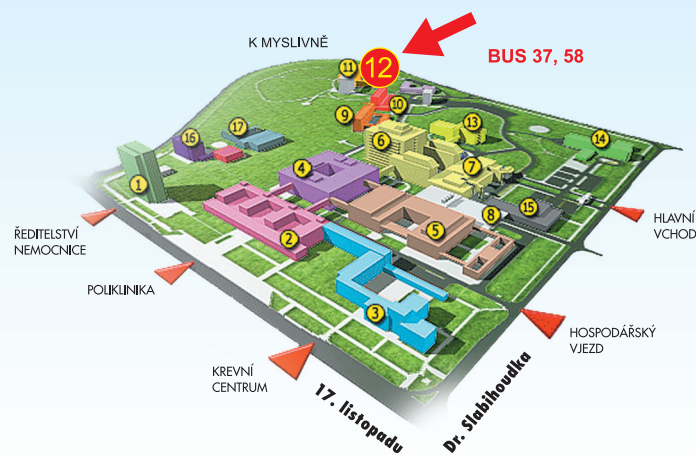 K MYSLIVNĚ
BUS 37, 58
11
12
10
9
13
16
17
6
14
4
7
1
15
8
2
5
3
HLAVNÍ
VCHOD
ŘEDITELSTVÍ
NEMOCNICE
POLIKLINIKA
HOSPODÁŘSKÝ
VJEZD
KREVNÍ
CENTRUM
17. listopadu
Dr. Slabihoudka